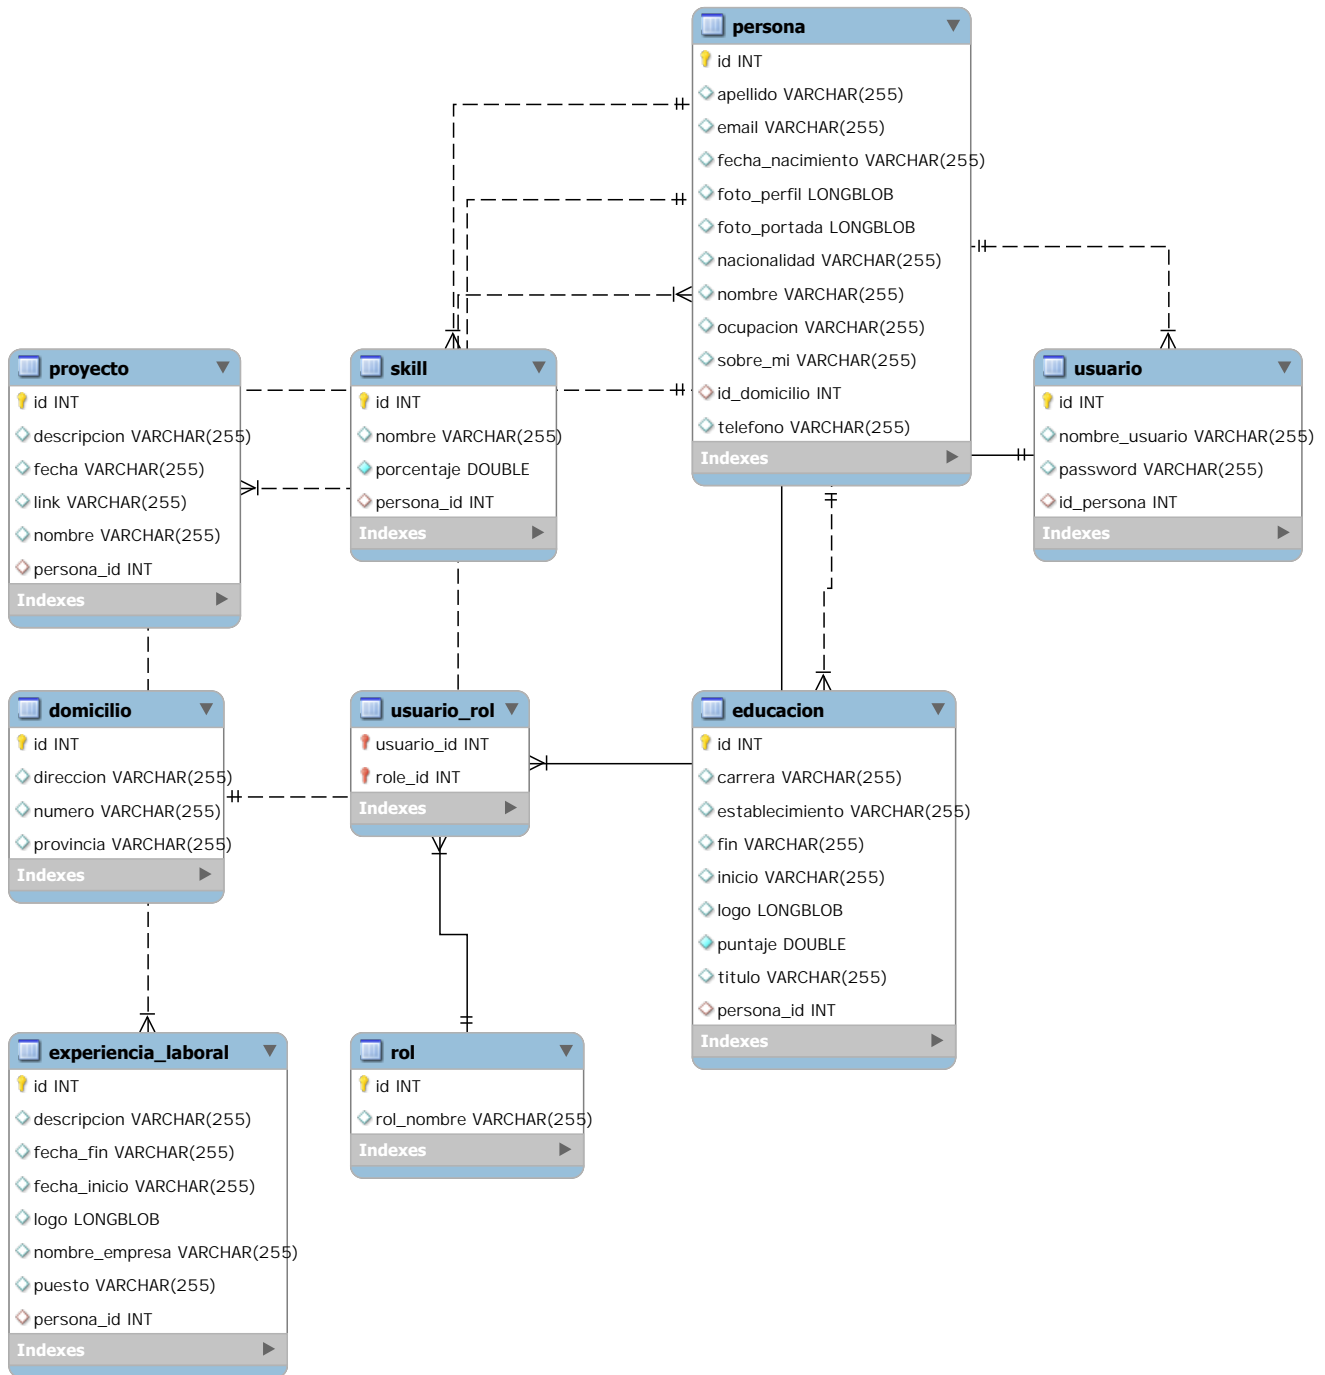 persona
id INT
apellido VARCHAR(255)
email VARCHAR(255)
fecha_nacimiento VARCHAR(255)
foto_perfil LONGBLOB
foto_portada LONGBLOB
nacionalidad VARCHAR(255)
nombre VARCHAR(255)
ocupacion VARCHAR(255)
sobre_mi VARCHAR(255)
id_domicilio INT
telefono VARCHAR(255)
Indexes
proyecto
id INT
descripcion VARCHAR(255)
fecha VARCHAR(255)
link VARCHAR(255)
nombre VARCHAR(255)
persona_id INT
Indexes
skill
id INT
nombre VARCHAR(255)
porcentaje DOUBLE
persona_id INT
Indexes
usuario
id INT
nombre_usuario VARCHAR(255)
password VARCHAR(255)
id_persona INT
Indexes
domicilio
id INT
direccion VARCHAR(255)
numero VARCHAR(255)
provincia VARCHAR(255)
Indexes
usuario_rol
usuario_id INT
role_id INT
Indexes
educacion
id INT
carrera VARCHAR(255)
establecimiento VARCHAR(255)
fin VARCHAR(255)
inicio VARCHAR(255)
logo LONGBLOB
puntaje DOUBLE
titulo VARCHAR(255)
persona_id INT
Indexes
experiencia_laboral
id INT
descripcion VARCHAR(255)
fecha_fin VARCHAR(255)
fecha_inicio VARCHAR(255)
logo LONGBLOB
nombre_empresa VARCHAR(255)
puesto VARCHAR(255)
persona_id INT
Indexes
rol
id INT
rol_nombre VARCHAR(255)
Indexes